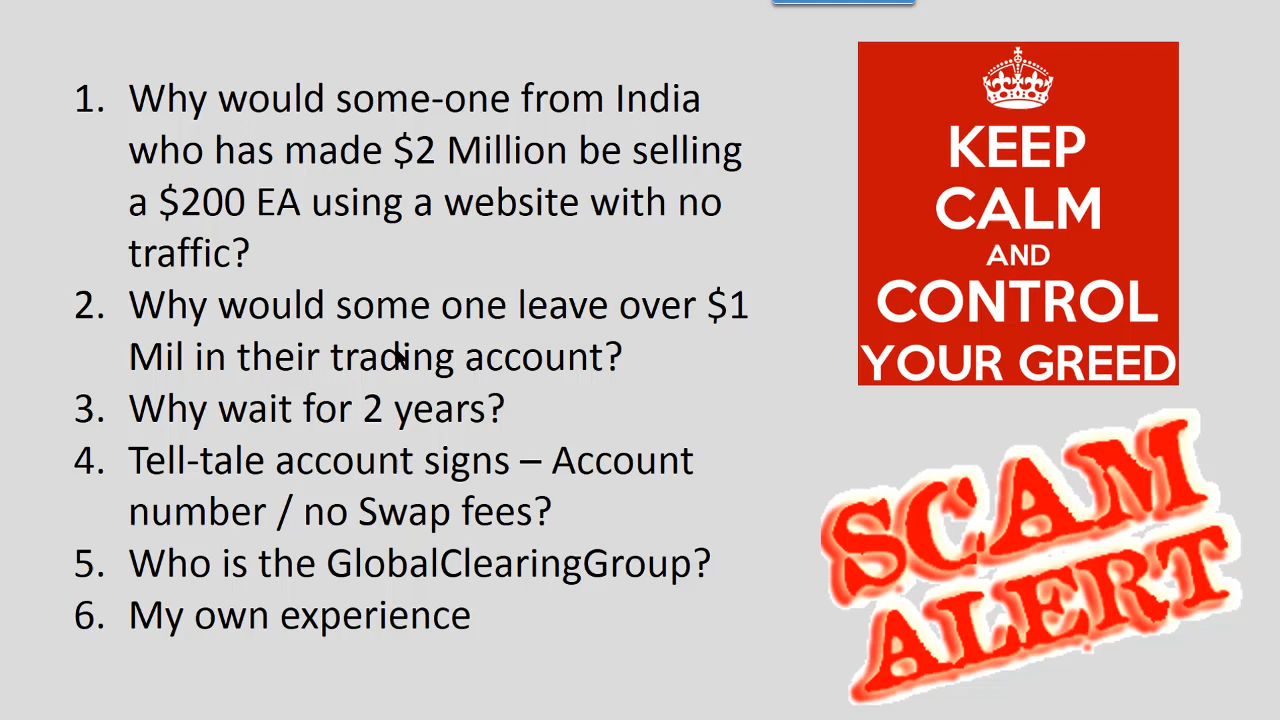 1. Why would some-one from India
who has made $2 Million be selling
a $200 EA using a website with no
traffic?
2. Why would some one leave over $1
Mil in their trading account?
3. Why wait for 2 years?
4. Tell-tale account signs – Account
number / no Swap fees?
5. Who is the GlobalClearingGroup?
6. My own experience
KEEP
CALM
AND
CONTROL
YOUR GREED
SCAM
ALERT